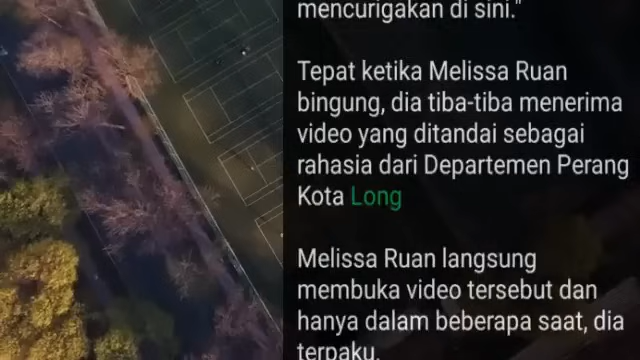 mencurigakan di sini."
Tepat ketika Melissa Ruan
bingung, dia tiba-tiba menerima
video yang ditandai sebagai
rahasia dari Departemen Perang
Kota Long
Melissa Ruan langsung
membuka video tersebut dan
hanya dalam beberapa saat, dia
terpaku.